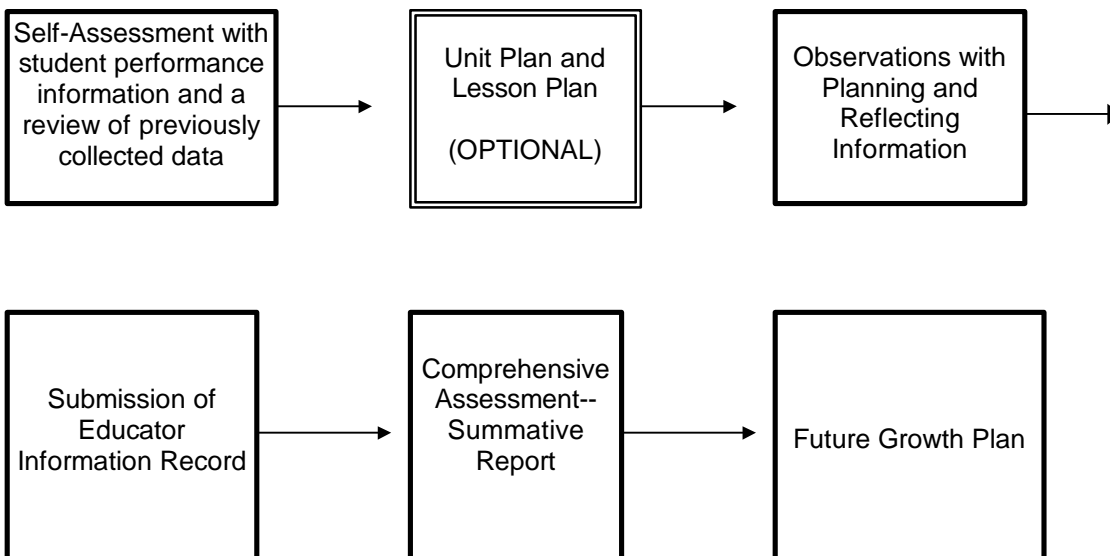 Self-Assessment with
student performance
information and a
review of previously
collected data
Unit Plan and
Lesson Plan
(OPTIONAL)
Observations with
Planning and
Reflecting
Information
Submission of
Educator
Information Record
Comprehensive
Assessment--
Summative
Report
Future Growth Plan